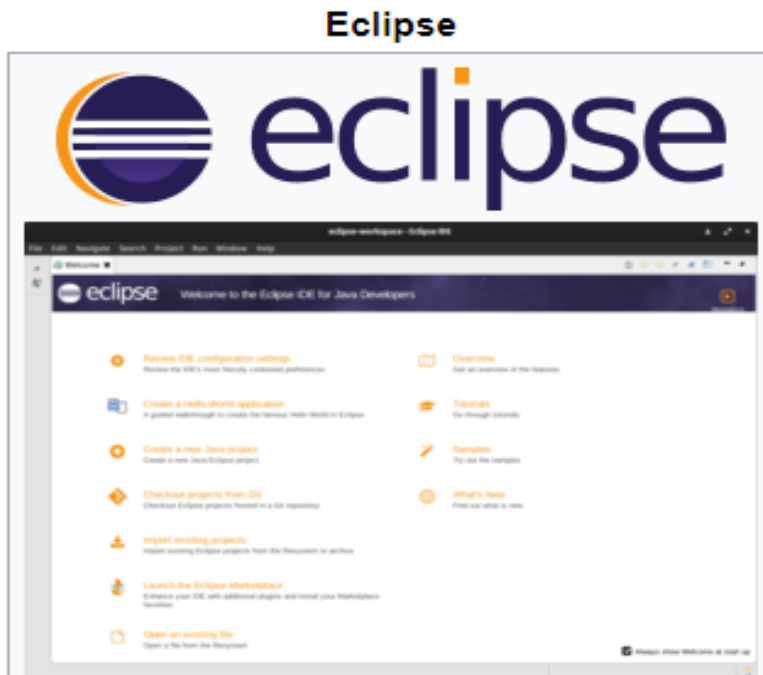 Eclipse
eclipse
eclipse-workspace - Eclipse IDE
File Edit Navigate Search Project Run Window Help
Welcome
eclipse Welcome to the Eclipse IDE for Java Developers
Review IDE configuration settings
Review the IDE's most fiercely contested preferences
Overview
Get an overview of the features
Create a Hello World application
A guided walkthrough to create the famous Hello World in Eclipse
Tutorials
Go through tutorials
Create a new Java project
Create a new Java Eclipse project
Samples
Try out the samples
Checkout projects from Git
Checkout Eclipse projects hosted in a Git repository
What's New
Find out what is new
Import existing projects
Import existing Eclipse projects from the filesystem or archive
Launch the Eclipse Marketplace
Enhance your IDE with additional plugins and install your Marketplace
favorites
Open an existing file
Open a file from the filesystem
Always show Welcome at start up